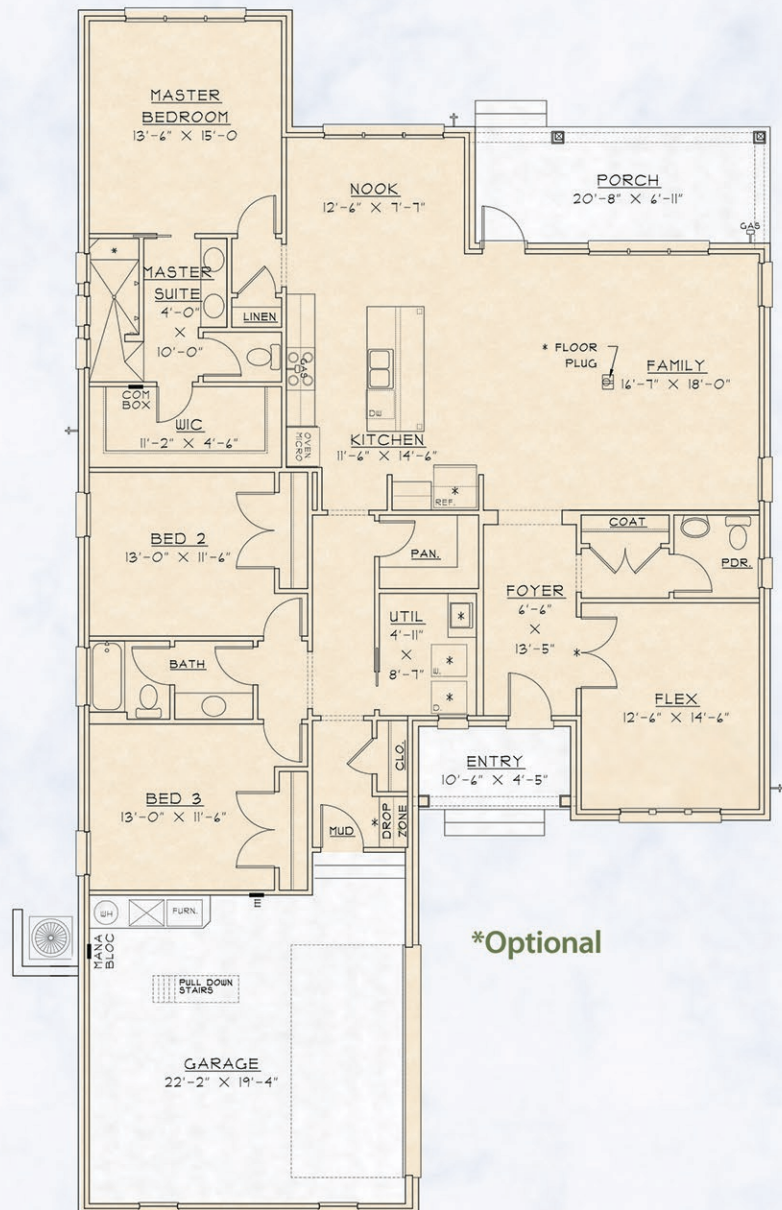 MASTER
BEDROOM
13'-6" X 15'-0
NOOK
12'-6" X 7'-7"
PORCH
20'-8" X 6'-11"
GAS
*
MASTER
SUITE
4'-0"
X
10'-0"
LINEN
GAS
* FLOOR
PLUG
FAMILY
16'-7" X 18'-0"
COM
BOX
DW
WIC
11'-2" X 4'-6"
OVEN
MICRO
KITCHEN
11'-6" X 14'-6"
*
REF.
BED 2
13'-0" X 11'-6"
PAN.
COAT
PDR.
FOYER
6'-6"
X
13'-5"
UTIL
4'-11"
X
8'-7"
*
*
W.
*
D.
*
BATH
FLEX
12'-6" X 14'-6"
ENTRY
10'-6" X 4'-5"
CLO.
BED 3
13'-0" X 11'-6"
MUD
*
DROP
ZONE
WH
FURN.
E
MANA
BLOC
*Optional
PULL DOWN
STAIRS
GARAGE
22'-2" X 19'-4"